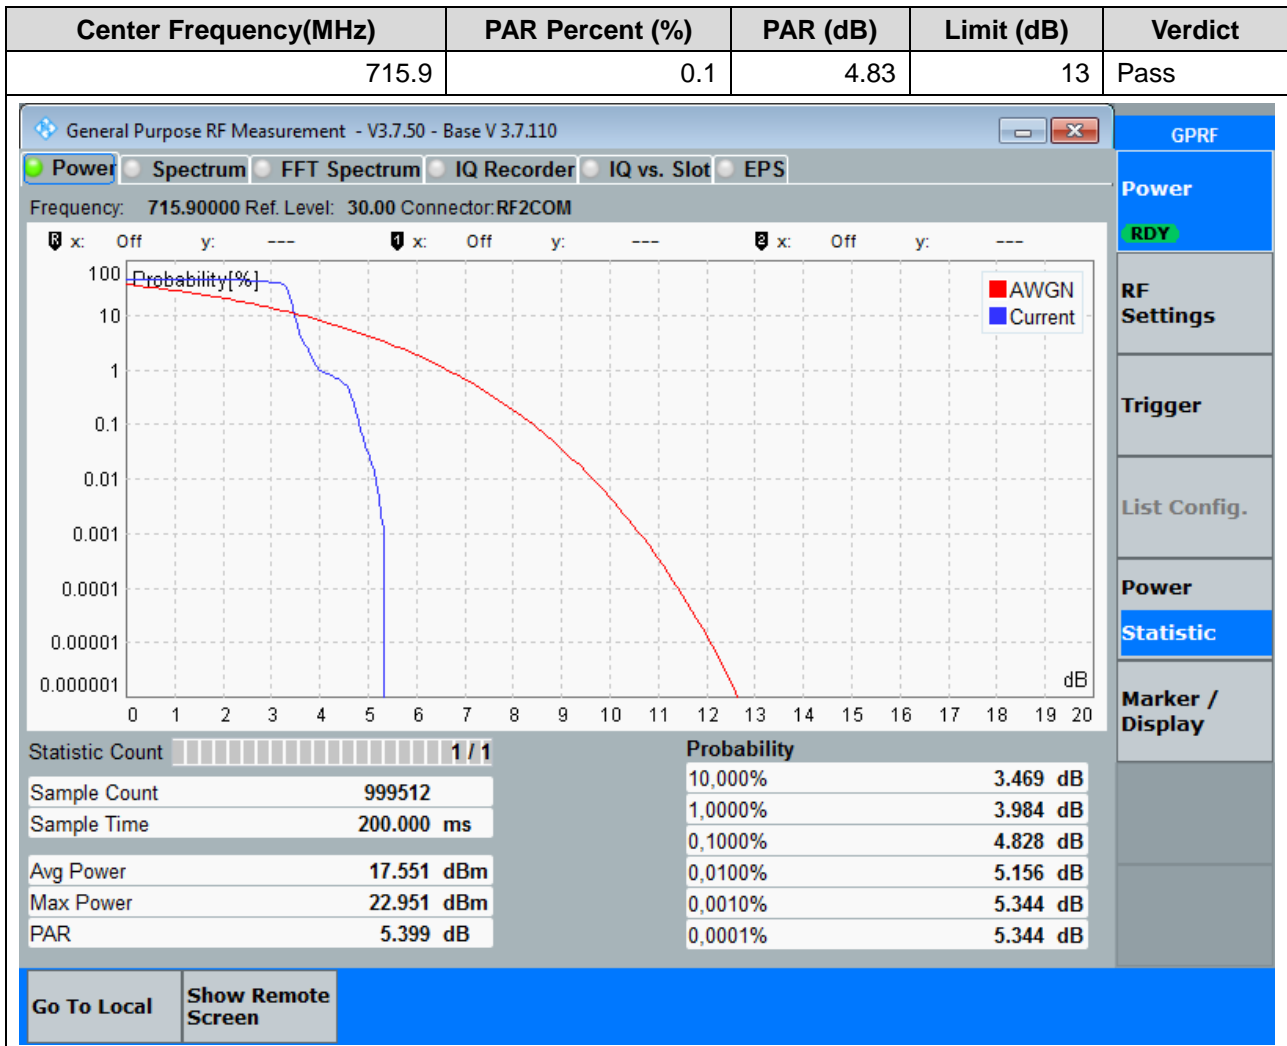 Center Frequency(MHz) PAR Percent (%) PAR (dB) Limit (dB) Verdict
715.9 0.1 4.83 13 Pass
General Purpose RF Measurement - V3.7.50 - Base V 3.7.110
GPRF
Power Spectrum FFT Spectrum IQ Recorder IQ vs. Slot EPS
Frequency: 715.90000 Ref. Level: 30.00 Connector: RF2COM
R x: Off y: --- 1 x: Off y: --- 2 x: Off y: ---
Probability[%]
100
10
1
0.1
0.01
0.001
0.0001
0.00001
0.000001
AWGN
Current
dB
0 1 2 3 4 5 6 7 8 9 10 11 12 13 14 15 16 17 18 19 20
Statistic Count 1 / 1
Sample Count 999512
Sample Time 200.000 ms
Avg Power 17.551 dBm
Max Power 22.951 dBm
PAR 5.399 dB
Probability
10,000% 3.469 dB
1,0000% 3.984 dB
0,1000% 4.828 dB
0,0100% 5.156 dB
0,0010% 5.344 dB
0,0001% 5.344 dB
Power
RDY
RF
Settings
Trigger
List Config.
Power
Statistic
Marker /
Display
Go To Local
Show Remote
Screen